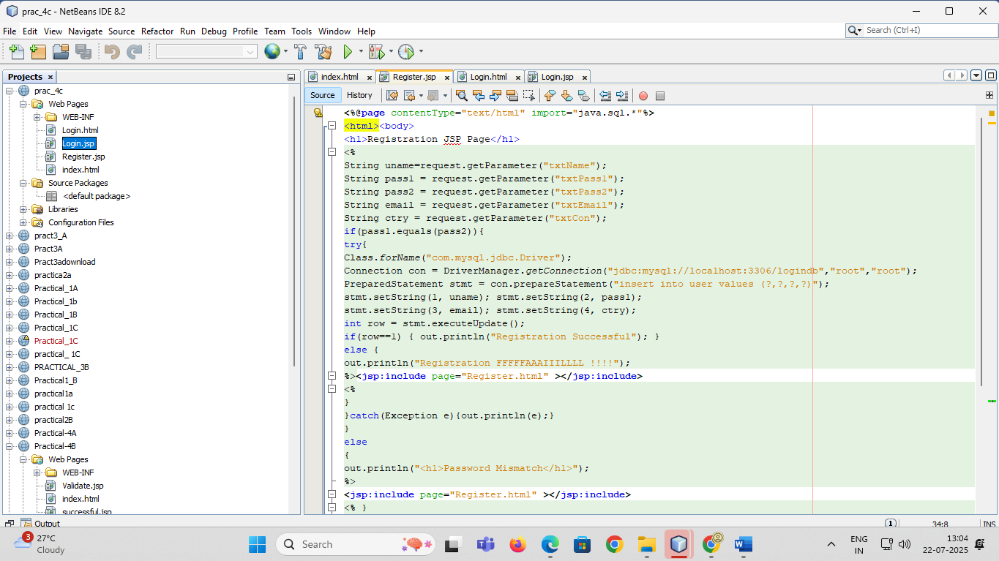 prac_4c - NetBeans IDE 8.2
File Edit View Navigate Source Refactor Run Debug Profile Team Tools Window Help
Search (Ctrl+I)
Projects
prac_4c
Web Pages
WEB-INF
Login.html
Login.jsp
Register.jsp
index.html
Source Packages
<default package>
Libraries
Configuration Files
pract3_A
Pract3A
Pract3adownload
practica2a
Practical_1A
Practical_1b
Practical_1B
Practical_1C
Practical_1C
practical_ 1C
PRACTICAL_3B
Practical1_B
practical1a
practical 1c
practical2B
Practical-4A
Practical-4B
Web Pages
WEB-INF
Validate.jsp
index.html
successful.jsp
index.html Register.jsp Login.html Login.jsp
Source History
<%@page contentType="text/html" import="java.sql.*"%>
<html><body>
<h1>Registration JSP Page</h1>
<%
String uname=request.getParameter("txtName");
String pass1 = request.getParameter("txtPass1");
String pass2 = request.getParameter("txtPass2");
String email = request.getParameter("txtEmail");
String ctry = request.getParameter("txtCon");
if(pass1.equals(pass2)){
try{
Class.forName("com.mysql.jdbc.Driver");
Connection con = DriverManager.getConnection("jdbc:mysql://localhost:3306/logindb","root","root");
PreparedStatement stmt = con.prepareStatement("insert into user values (?,?,?,?)");
stmt.setString(1, uname); stmt.setString(2, pass1);
stmt.setString(3, email); stmt.setString(4, ctry);
int row = stmt.executeUpdate();
if(row==1) { out.println("Registration Successful"); }
else {
out.println("Registration FFFFFAAAIIILLLL !!!!");
%><jsp:include page="Register.html" ></jsp:include>
<%
}
}catch(Exception e){out.println(e);}
}
else
{
out.println("<h1>Password Mismatch</h1>");
%>
<jsp:include page="Register.html" ></jsp:include>
<% }
Output
1
34:8
INS
3
27°C
Cloudy
Search
ENG
IN
13:04
22-07-2025